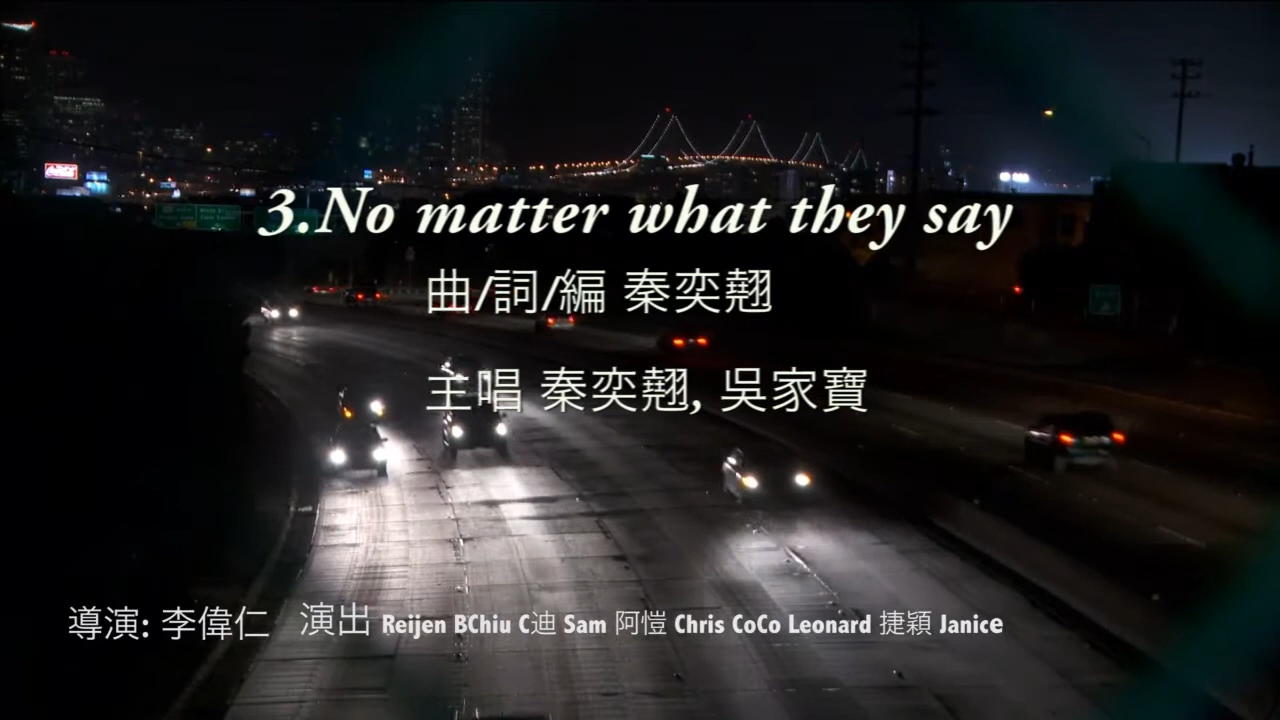 3.No matter what they say
曲/詞/編 秦奕翹
主唱 秦奕翹, 吳家寶
導演: 李偉仁 演出 Reijen BChiu C迪 Sam 阿愷 Chris CoCo Leonard 捷穎 Janice